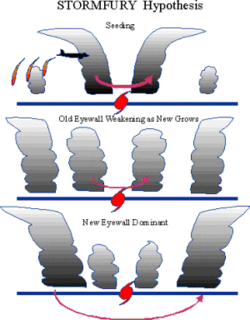 STORMFURY Hypothesis
Seeding
Old Eyewall Weakening as New Grows
New Eyewall Dominant